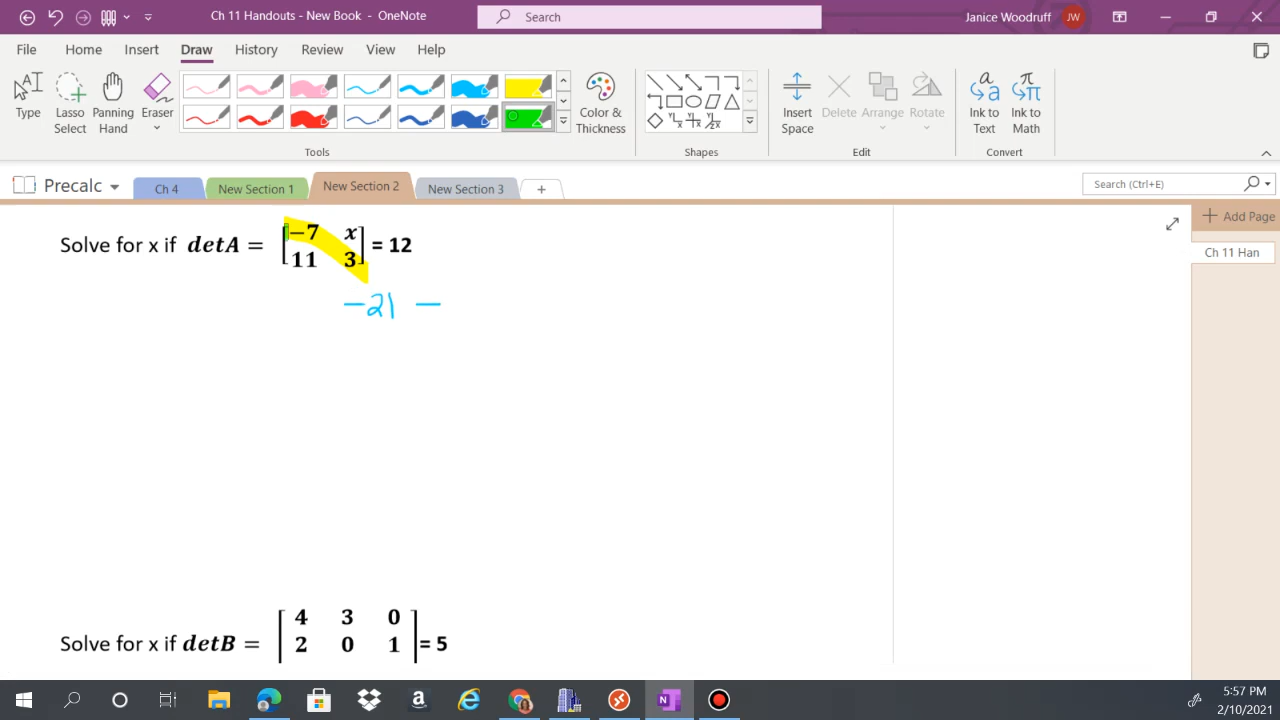 Ch 11 Handouts - New Book - OneNote
Search
Janice Woodruff JW
File Home Insert Draw History Review View Help
Type
Lasso Select
Panning Hand
Eraser
Color & Thickness
Insert Space
Delete
Arrange
Rotate
Ink to Text
Ink to Math
Tools Shapes Edit Convert
Precalc Ch 4 New Section 1 New Section 2 New Section 3 +
Search (Ctrl+E)
+ Add Page
Ch 11 Han
Solve for x if detA = [−7 x
11 3] = 12
−21 −
Solve for x if detB = [4 3 0
2 0 1] = 5
5:57 PM
2/10/2021